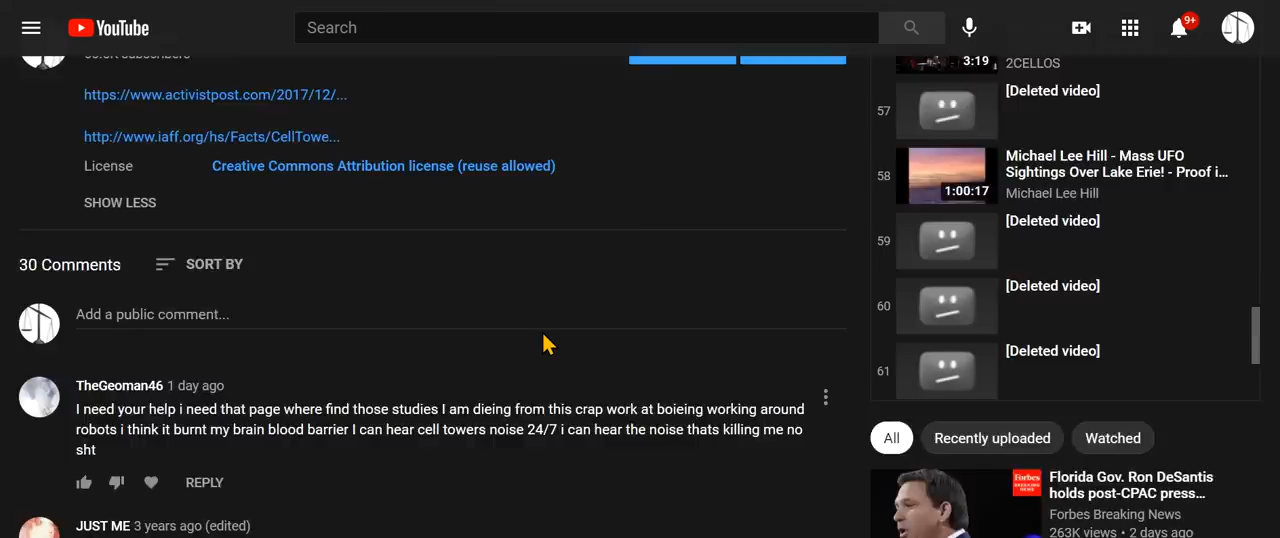 YouTube
Search
9+
https://www.activistpost.com/2017/12/...
http://www.iaff.org/hs/Facts/CellTowe...
License
Creative Commons Attribution license (reuse allowed)
SHOW LESS
30 Comments
SORT BY
Add a public comment...
TheGeoman46 1 day ago
I need your help i need that page where find those studies I am dieing from this crap work at boieing working around
robots i think it burnt my brain blood barrier I can hear cell towers noise 24/7 i can hear the noise thats killing me no
sht
REPLY
JUST ME 3 years ago (edited)
3:19
2CELLOS
57
[Deleted video]
58
1:00:17
Michael Lee Hill - Mass UFO
Sightings Over Lake Erie! - Proof i...
Michael Lee Hill
59
[Deleted video]
60
[Deleted video]
61
[Deleted video]
All
Recently uploaded
Watched
Forbes
Florida Gov. Ron DeSantis
holds post-CPAC press...
Forbes Breaking News
263K views • 2 days ago